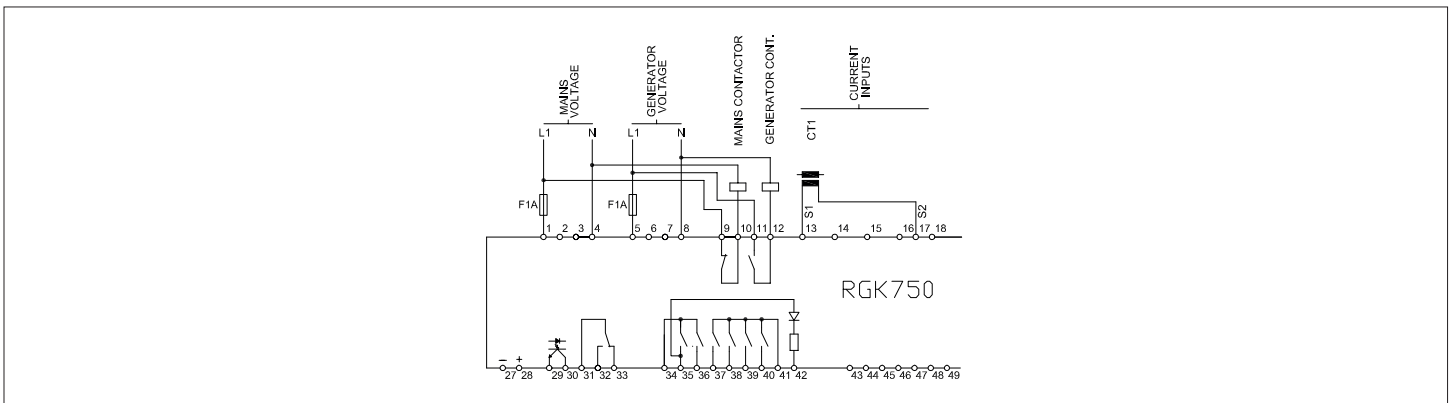 MAINS
VOLTAGE
GENERATOR
VOLTAGE
MAINS CONTACTOR
GENERATOR CONT.
CURRENT
INPUTS
L1 N L1 N CT1
F1A F1A S1 S2
1 2 3 4 5 6 7 8 9 10 11 12 13 14 15 16 17 18
RGK750
– +
27 28 29 30 31 32 33 34 35 36 37 38 39 40 41 42 43 44 45 46 47 48 49